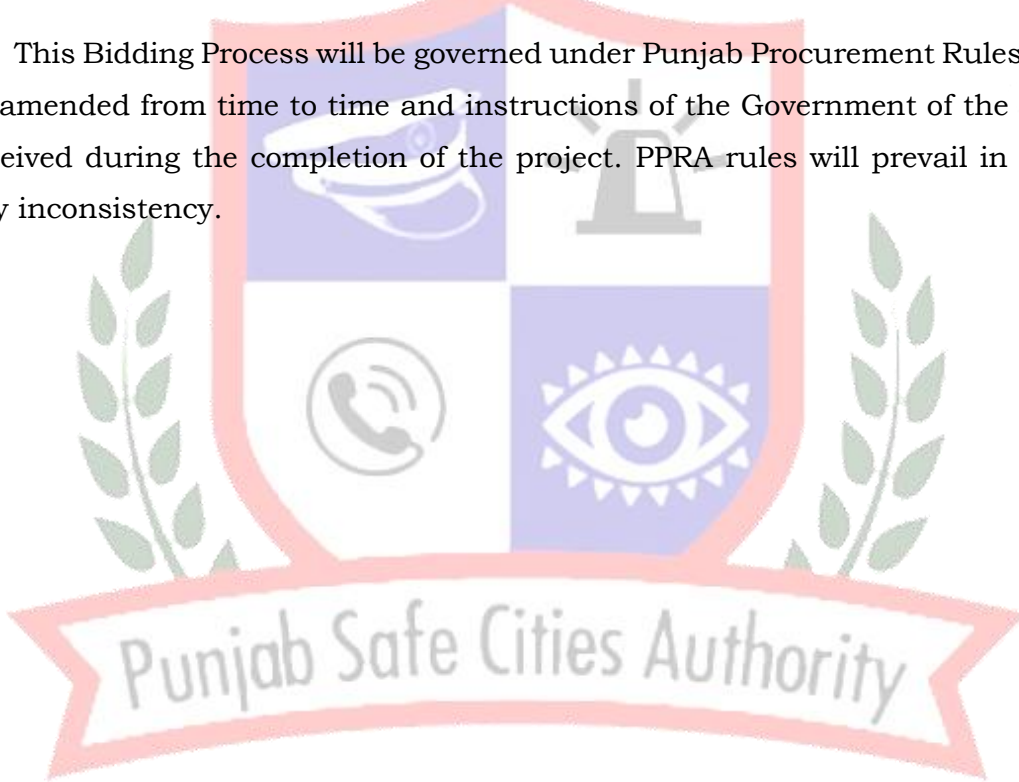 This Bidding Process will be governed under Punjab Procurement Rules
amended from time to time and instructions of the Government of the
eived during the completion of the project. PPRA rules will prevail in
y inconsistency.
Punjab Safe Cities Authority